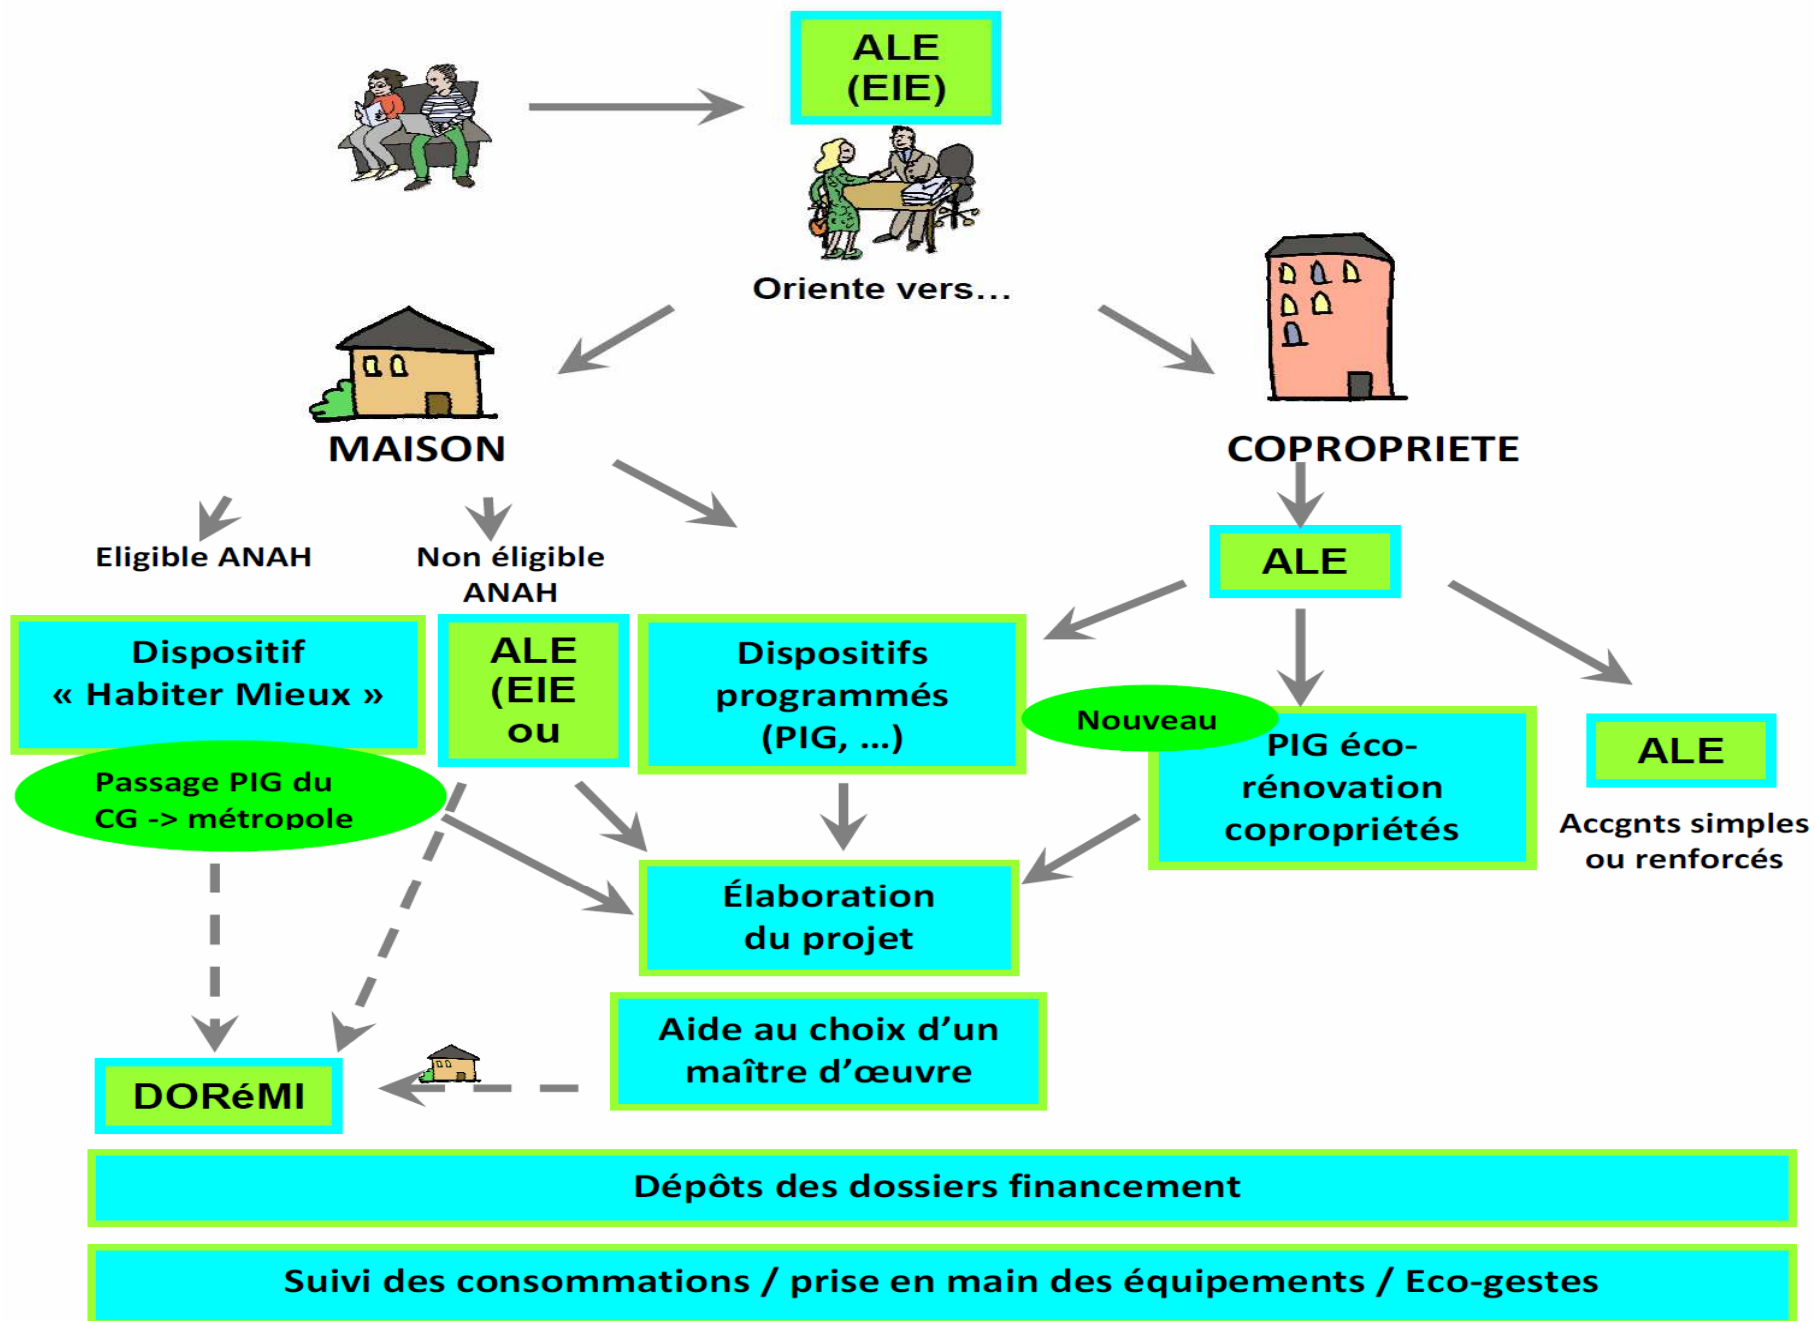 ALE
(EIE)
Oriente vers...
MAISON
COPROPRIETE
Eligible ANAH
Non éligible
ANAH
ALE
Dispositif
« Habiter Mieux »
ALE
(EIE
ou
Dispositifs
programmés
(PIG, ...)
Nouveau
PIG éco-
rénovation
copropriétés
ALE
Accgnts simples
ou renforcés
Passage PIG du
CG -> métropole
Élaboration
du projet
Aide au choix d’un
maître d’œuvre
DORéMI
Dépôts des dossiers financement
Suivi des consommations / prise en main des équipements / Eco-gestes